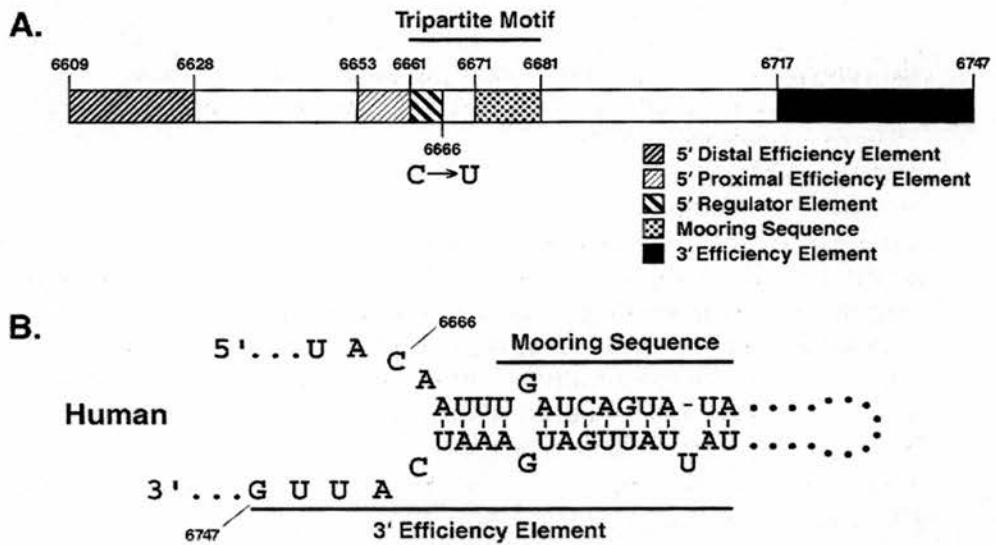 A.
Tripartite Motif
6609 6628 6653 6661 6671 6681 6717 6747
6666
C→U
5' Distal Efficiency Element
5' Proximal Efficiency Element
5' Regulator Element
Mooring Sequence
3' Efficiency Element
B.
6666
5'...U A C A
Mooring Sequence
G
Human
AUUU AUCAGUA-UA
UAAA UAGUUAU AU
C G U
3'...G U U A
6747
3' Efficiency Element